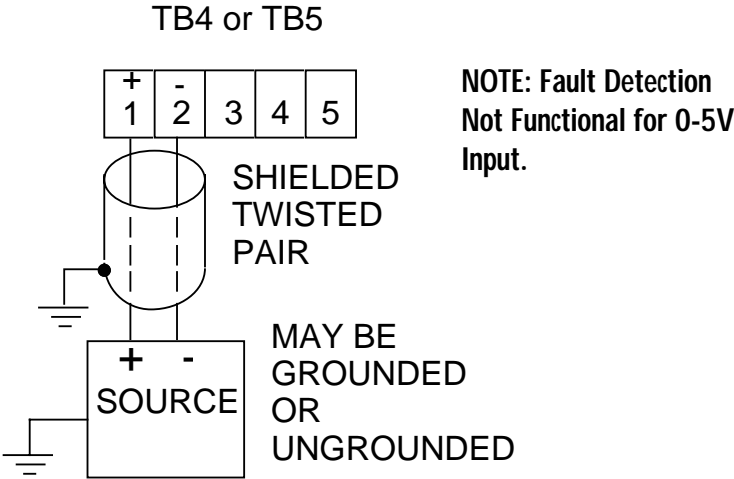 TB4 or TB5
+ -
1 2 3 4 5
NOTE: Fault Detection
Not Functional for 0-5V
Input.
SHIELDED
TWISTED
PAIR
+ -
SOURCE
MAY BE
GROUNDED
OR
UNGROUNDED